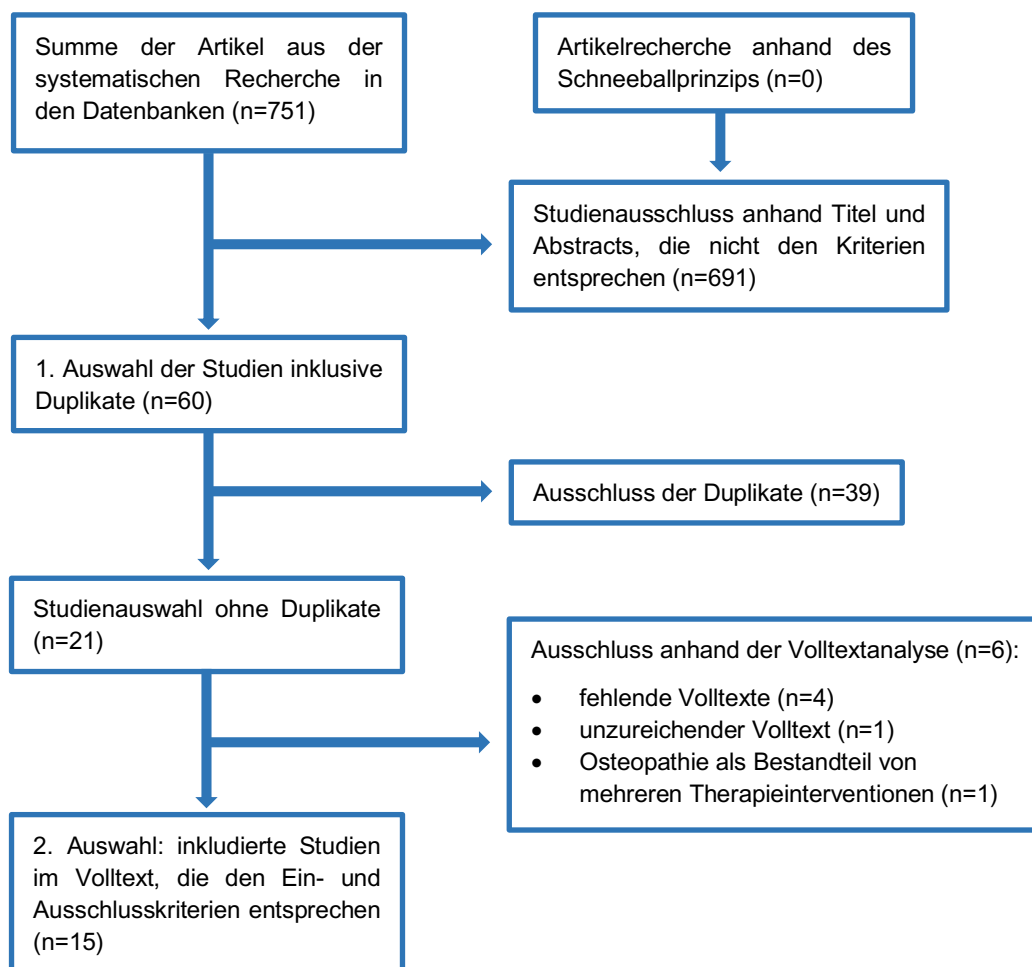 Summe der Artikel aus der
systematischen Recherche in
den Datenbanken (n=751)
Artikelrecherche anhand des
Schneeballprinzips (n=0)
Studienausschluss anhand Titel und
Abstracts, die nicht den Kriterien
entsprechen (n=691)
1. Auswahl der Studien inklusive
Duplikate (n=60)
Ausschluss der Duplikate (n=39)
Studienauswahl ohne Duplikate
(n=21)
Ausschluss anhand der Volltextanalyse (n=6):
• fehlende Volltexte (n=4)
• unzureichender Volltext (n=1)
• Osteopathie als Bestandteil von
mehreren Therapieinterventionen (n=1)
2. Auswahl: inkludierte Studien
im Volltext, die den Ein- und
Ausschlusskriterien entsprechen
(n=15)